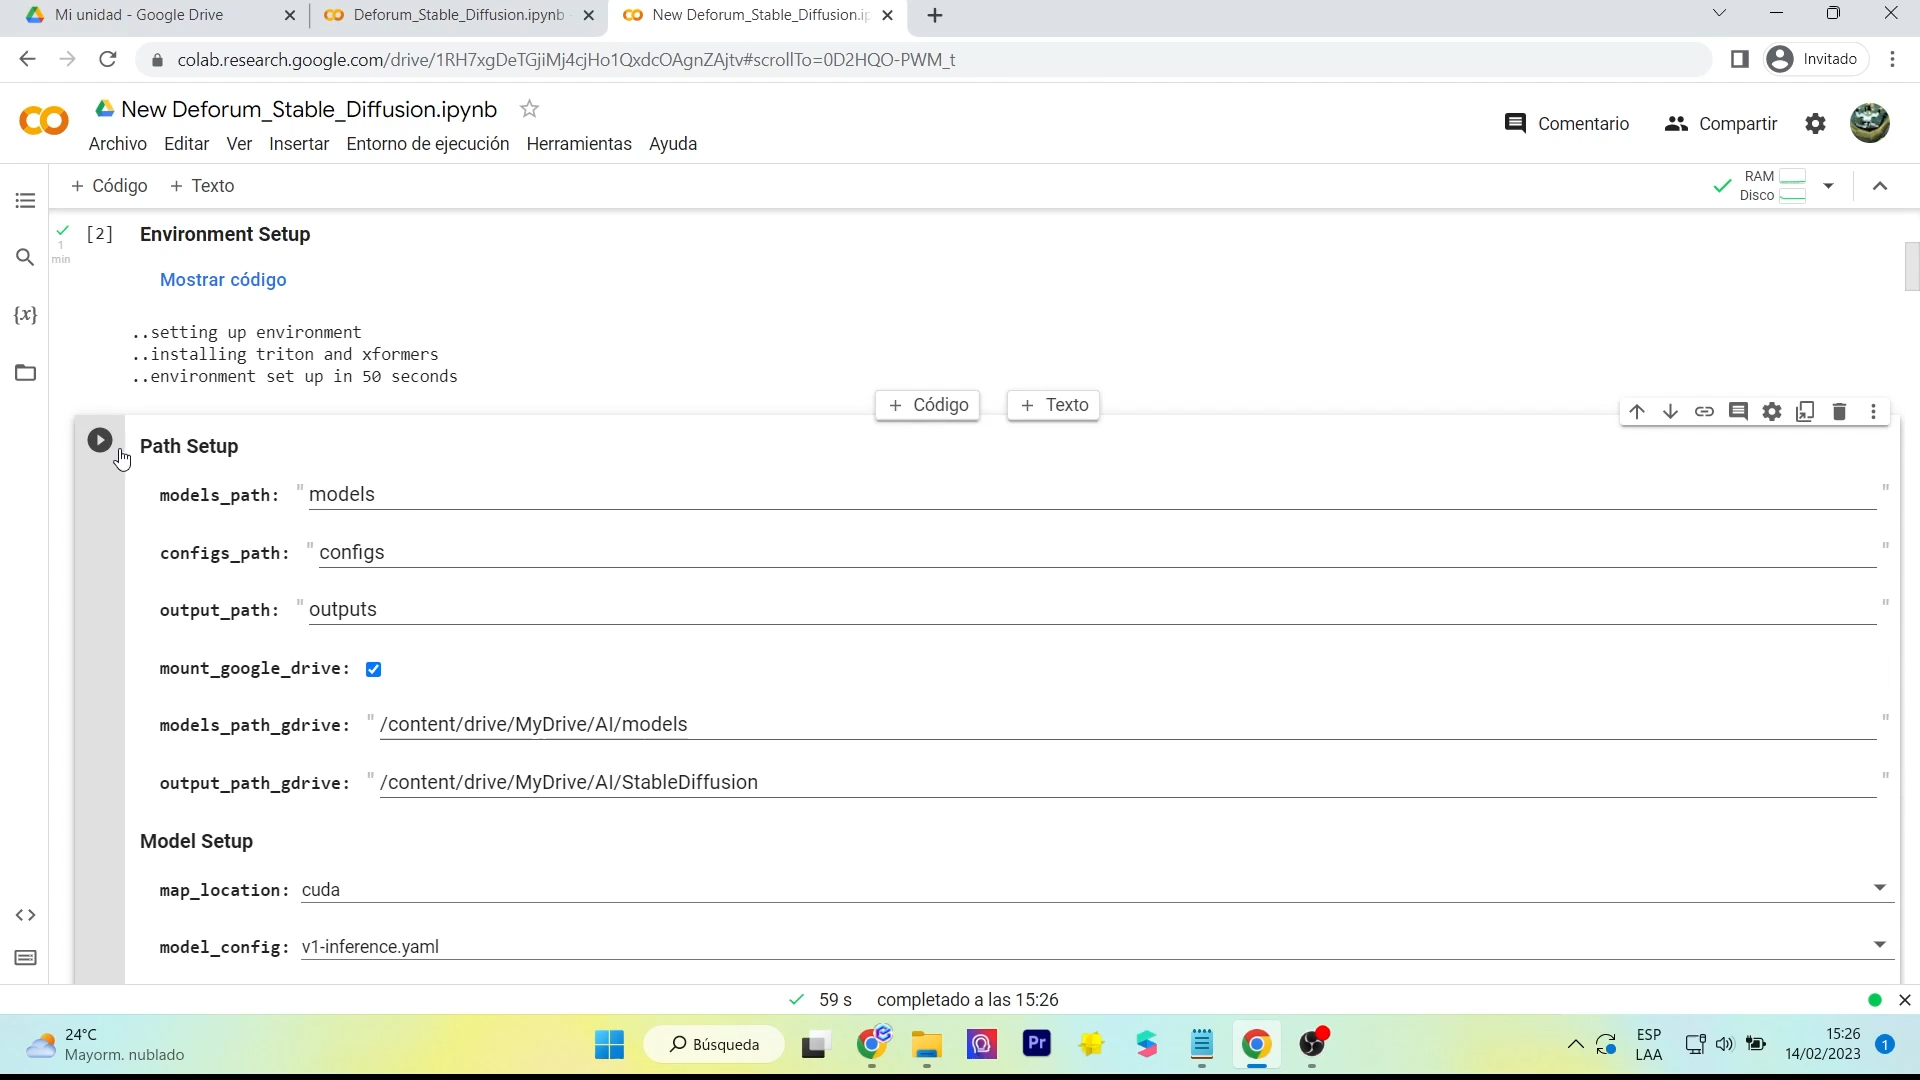 Mi unidad - Google Drive
Deforum_Stable_Diffusion.ipynb
New Deforum_Stable_Diffusion.ip
colab.research.google.com/drive/1RH7xgDeTGjiMj4cjHo1QxdcOAgnZAjtv#scrollTo=0D2HQO-PWM_t
Invitado
New Deforum_Stable_Diffusion.ipynb
Archivo Editar Ver Insertar Entorno de ejecución Herramientas Ayuda
Comentario
Compartir
+ Código + Texto
RAM
Disco
[2] Environment Setup
1
min
Mostrar código
..setting up environment
..installing triton and xformers
..environment set up in 50 seconds
+ Código + Texto
{x}
Path Setup
models_path: "models"
configs_path: "configs"
output_path: "outputs"
mount_google_drive:
models_path_gdrive: "/content/drive/MyDrive/AI/models"
output_path_gdrive: "/content/drive/MyDrive/AI/StableDiffusion"
Model Setup
map_location: cuda
model_config: v1-inference.yaml
59 s completado a las 15:26
24°C
Mayorm. nublado
Búsqueda
Pr
ESP
LAA
15:26
14/02/2023
1